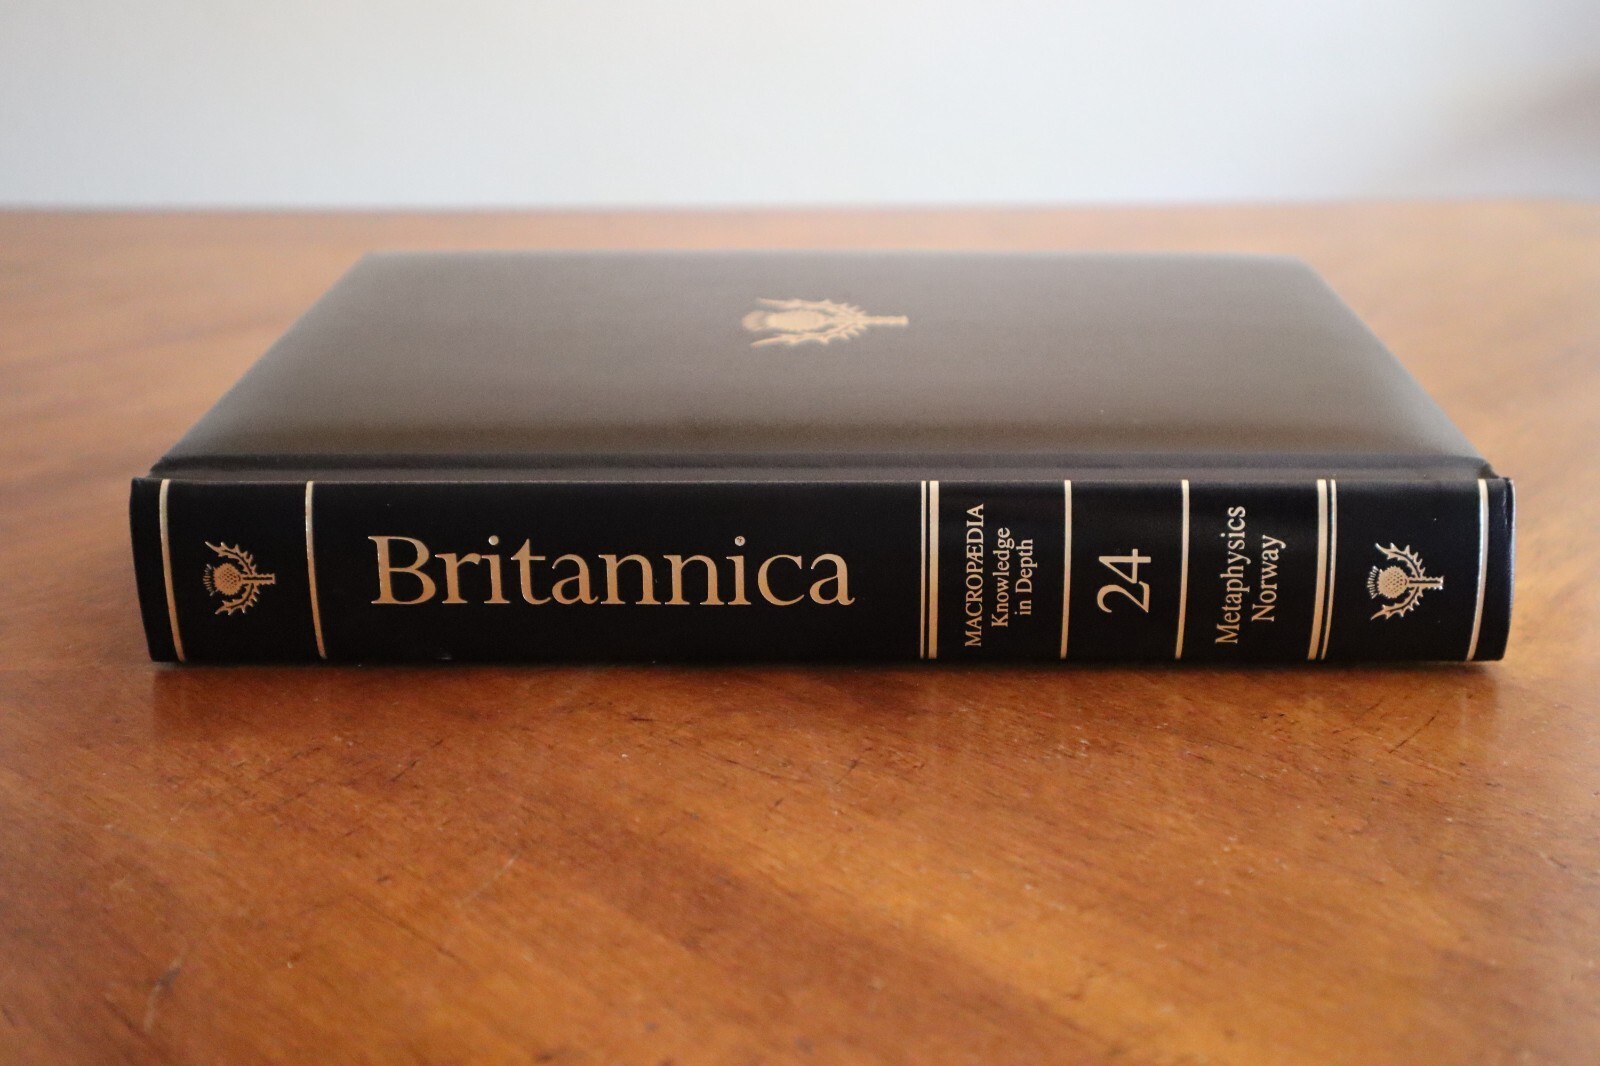 Britannica
MACROPÆDIA
Knowledge
in Depth
24
Metaphysics
Norway